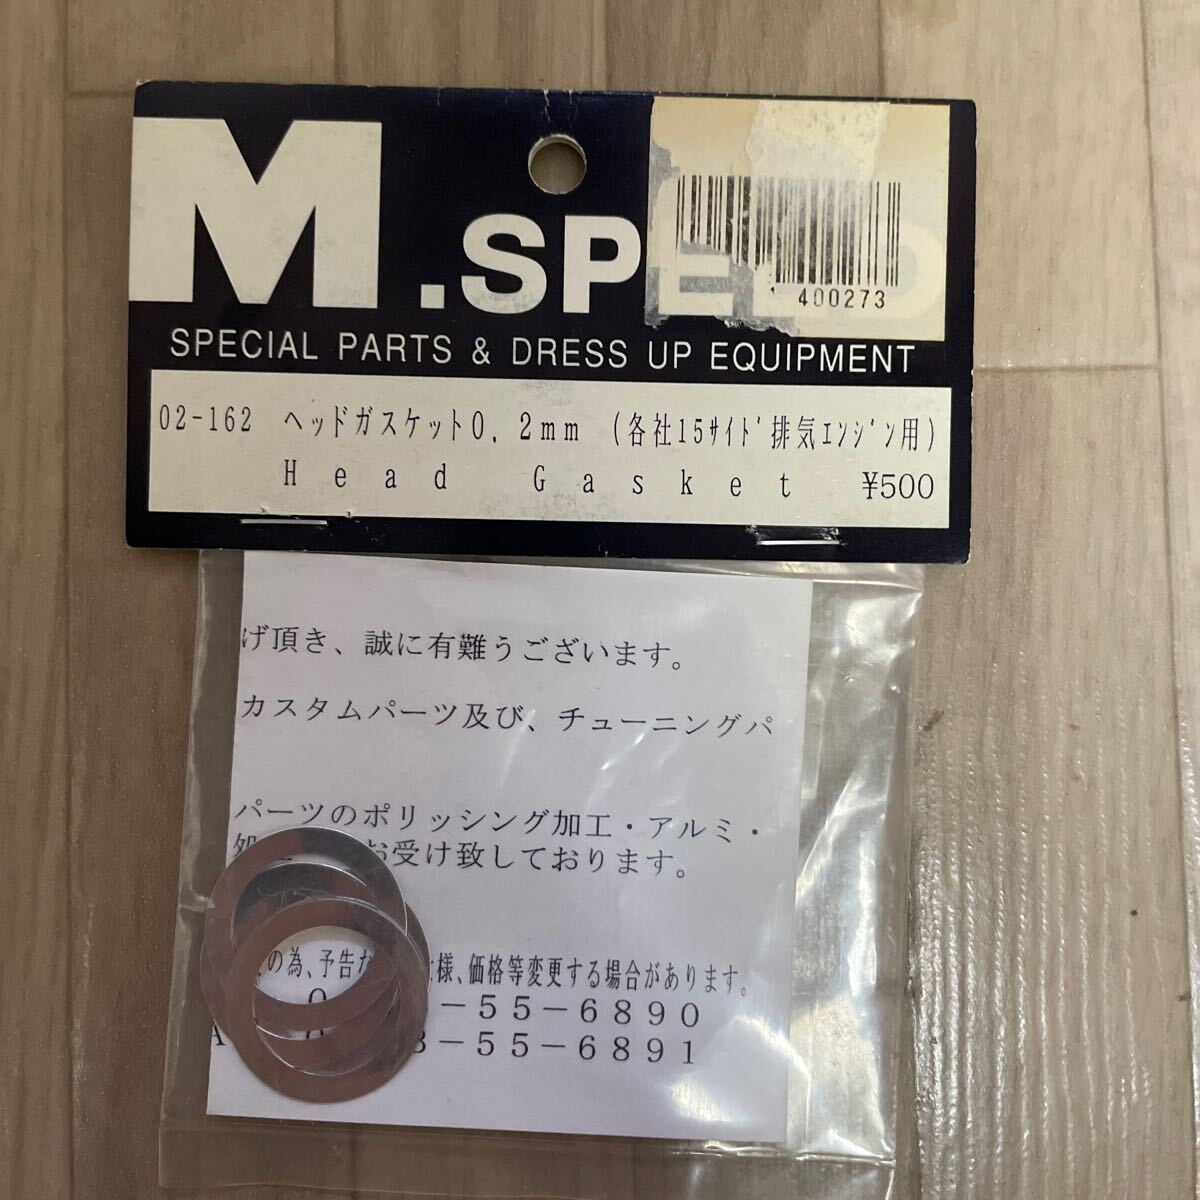 M.SPEED
400273
SPECIAL PARTS & DRESS UP EQUIPMENT
02-162 ヘッドガスケット0.2mm (各社15ｻｲﾄﾞ排気ｴﾝｼﾞﾝ用)
Head Gasket ¥500
げ頂き、誠に有難うございます。
カスタムパーツ及び、チューニングパ
パーツのポリッシング加工・アルミ・
処 お受け致しております。
の為、予告な 様、価格等変更する場合があります。
0 -55-6890
A 3-55-6891